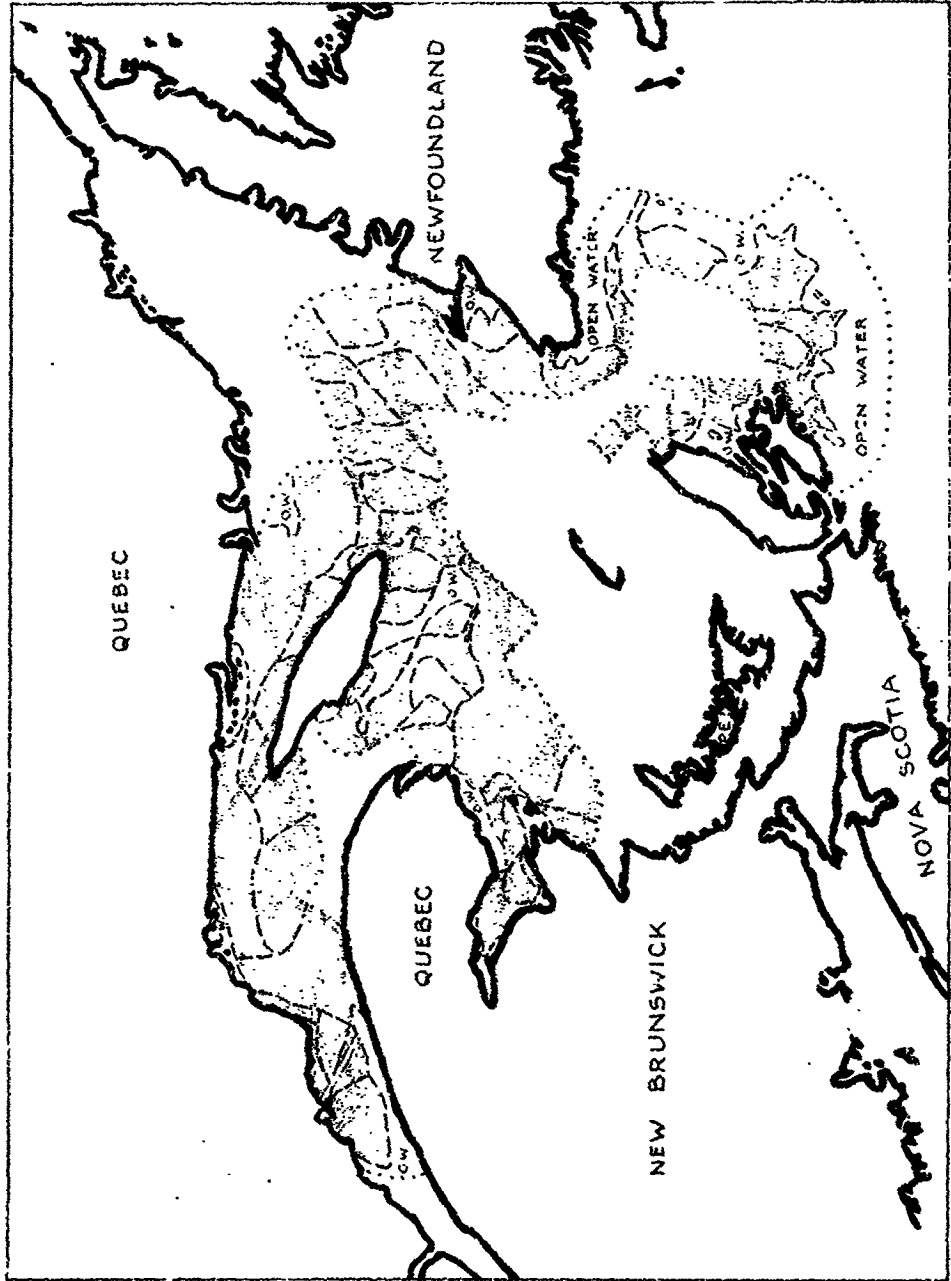 QUEBEC
NEWFOUNDLAND
OPEN WATER
O.W.
O.W.
O.W.
OPEN WATER
QUEBEC
O.W.
NEW BRUNSWICK
NOVA SCOTIA